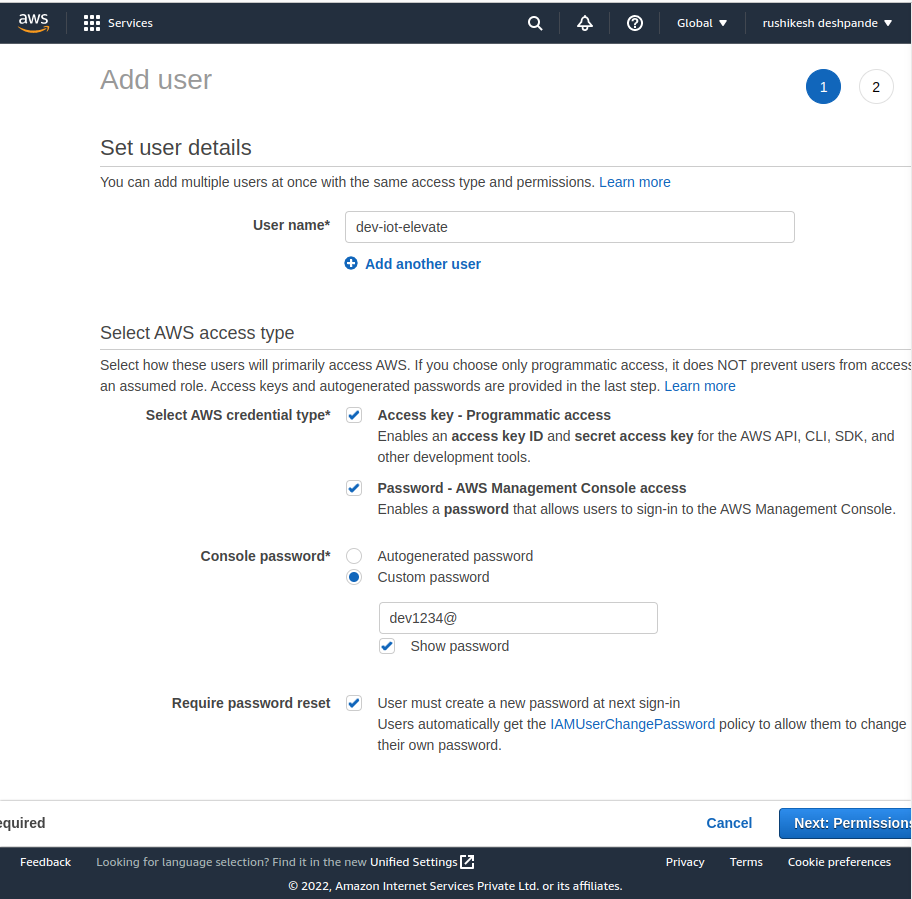 aws Services Global rushikesh deshpande
Add user
1 2
Set user details
You can add multiple users at once with the same access type and permissions. Learn more
User name* dev-iot-elevate
Add another user
Select AWS access type
Select how these users will primarily access AWS. If you choose only programmatic access, it does NOT prevent users from access
an assumed role. Access keys and autogenerated passwords are provided in the last step. Learn more
Select AWS credential type* Access key - Programmatic access
Enables an access key ID and secret access key for the AWS API, CLI, SDK, and
other development tools.
Password - AWS Management Console access
Enables a password that allows users to sign-in to the AWS Management Console.
Console password* Autogenerated password
Custom password
dev1234@
Show password
Require password reset User must create a new password at next sign-in
Users automatically get the IAMUserChangePassword policy to allow them to change
their own password.
equired Cancel Next: Permissions
Feedback Looking for language selection? Find it in the new Unified Settings Privacy Terms Cookie preferences
© 2022, Amazon Internet Services Private Ltd. or its affiliates.